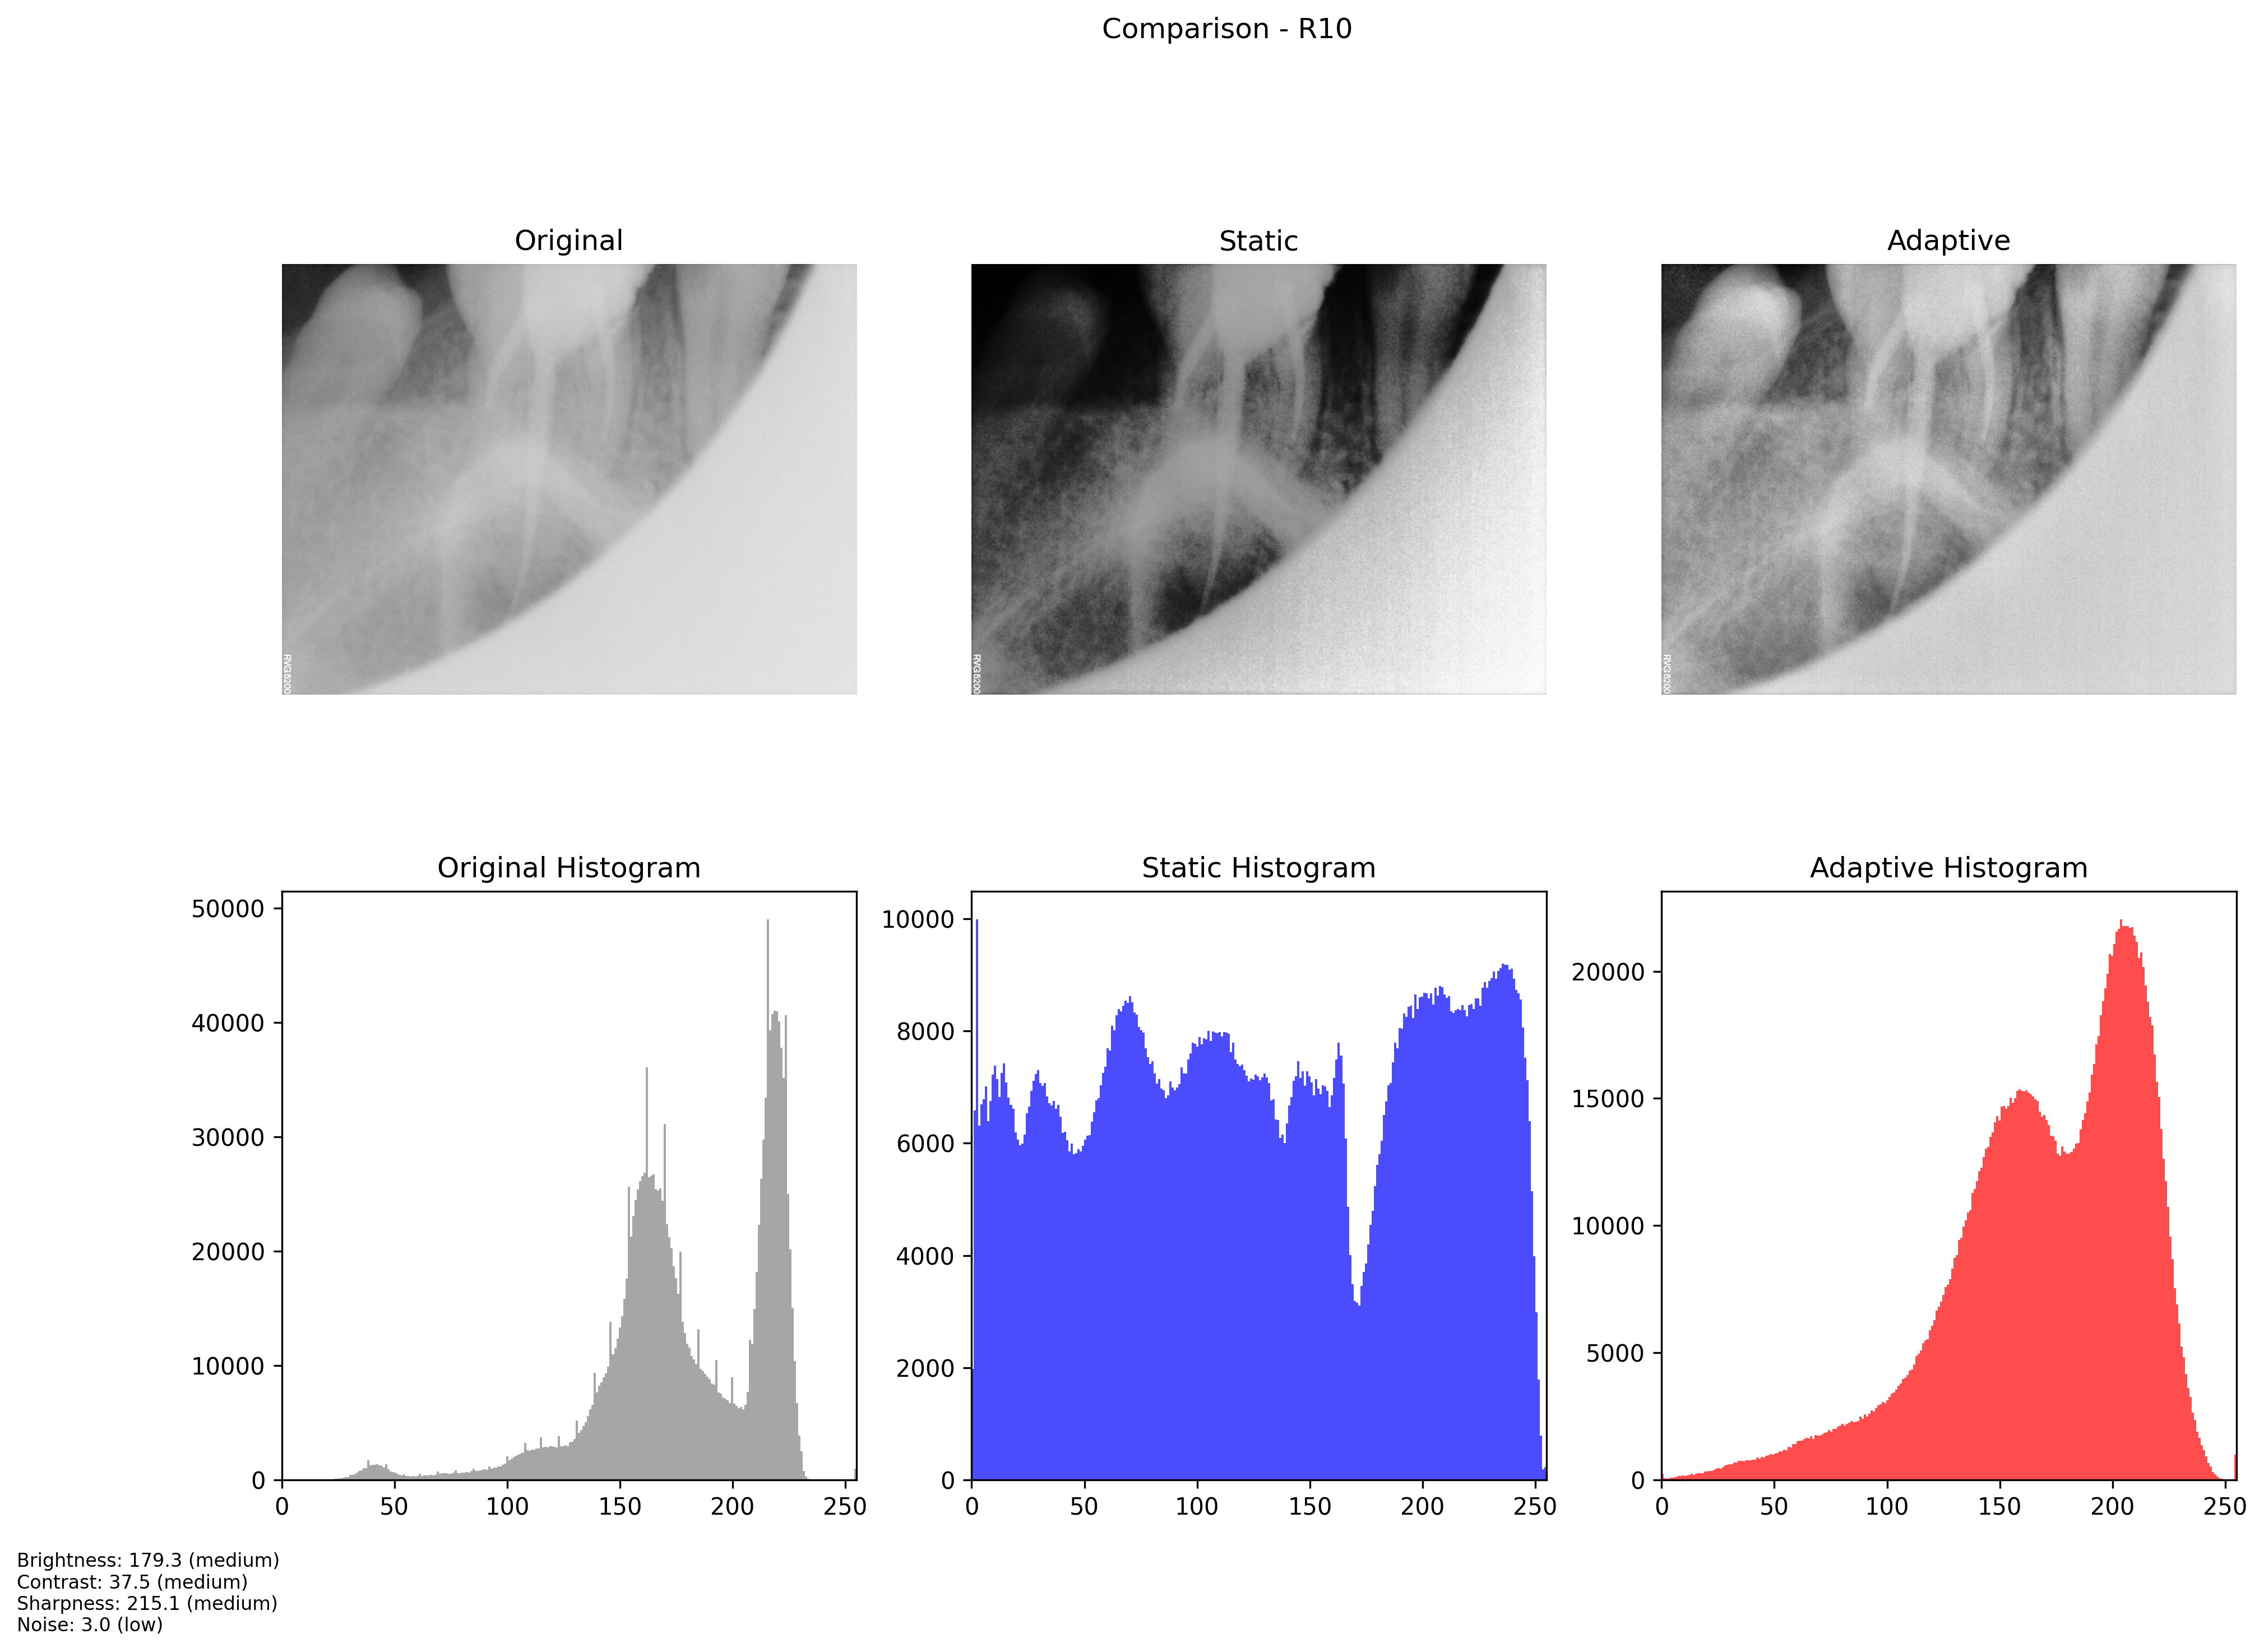 Comparison - R10
Original
Static
Adaptive
RVG5200
RVG5200
RVG5200
Original Histogram
Static Histogram
Adaptive Histogram
50000
40000
30000
20000
10000
0
0 50 100 150 200 250
10000
8000
6000
4000
2000
0
0 50 100 150 200 250
20000
15000
10000
5000
0
0 50 100 150 200 250
Brightness: 179.3 (medium)
Contrast: 37.5 (medium)
Sharpness: 215.1 (medium)
Noise: 3.0 (low)